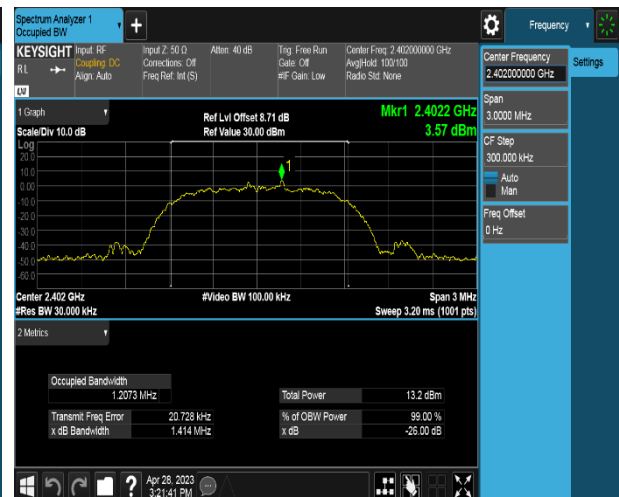 Spectrum Analyzer 1
Occupied BW
+
Frequency
KEYSIGHT
RL
Input: RF
Coupling: DC
Align: Auto
Input Z: 50 Ω
Corrections: Off
Freq Ref: Int (S)
Atten: 40 dB
Trig: Free Run
Gate: Off
#IF Gain: Low
Center Freq: 2.402000000 GHz
Avg|Hold: 100/100
Radio Std: None
Center Frequency
2.402000000 GHz
Settings
Span
3.0000 MHz
CF Step
300.000 kHz
Auto
Man
Freq Offset
0 Hz
1 Graph
Scale/Div 10.0 dB
Ref Lvl Offset 8.71 dB
Ref Value 30.00 dBm
Mkr1 2.4022 GHz
3.57 dBm
Log
20.0
10.0
0.00
-10.0
-20.0
-30.0
-40.0
-50.0
-60.0
1
Center 2.402 GHz
#Res BW 30.000 kHz
#Video BW 100.00 kHz
Span 3 MHz
Sweep 3.20 ms (1001 pts)
2 Metrics
Occupied Bandwidth
1.2073 MHz
Total Power 13.2 dBm
Transmit Freq Error 20.728 kHz
% of OBW Power 99.00 %
x dB Bandwidth 1.414 MHz
x dB -26.00 dB
?
Apr 28, 2023
3:21:41 PM